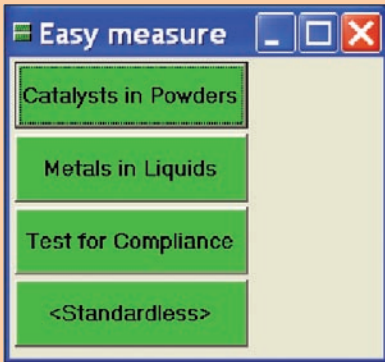 Easy measure
Catalysts in Powders
Metals in Liquids
Test for Compliance
<Standardless>